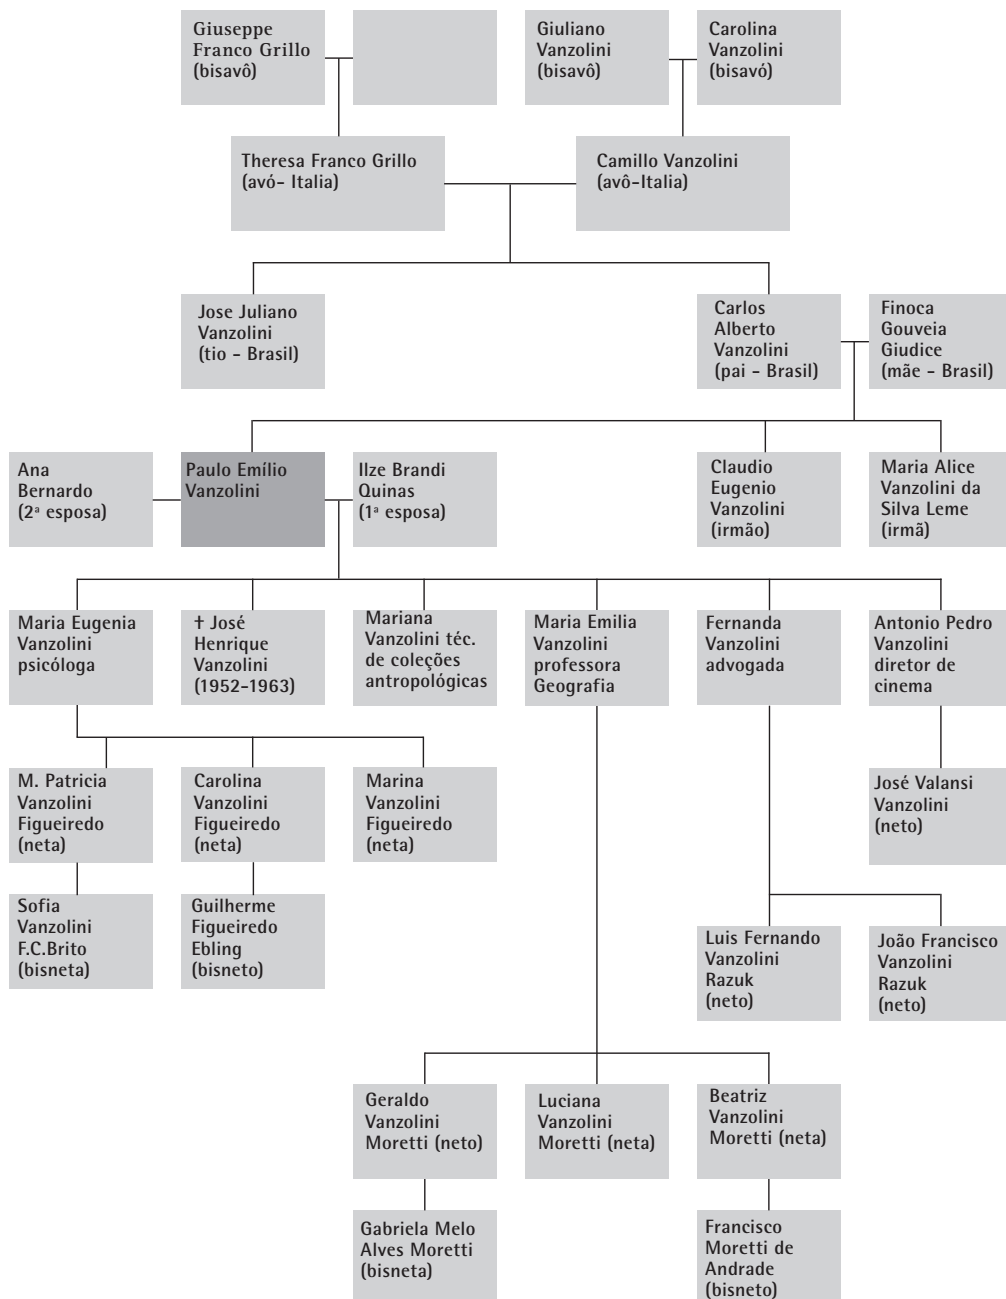 Giuseppe
Franco Grillo
(bisavô)
Giuliano
Vanzolini
(bisavô)
Carolina
Vanzolini
(bisavó)
Theresa Franco Grillo
(avó- Italia)
Camillo Vanzolini
(avô-Italia)
Jose Juliano
Vanzolini
(tio - Brasil)
Carlos
Alberto
Vanzolini
(pai - Brasil)
Finoca
Gouveia
Giudice
(mãe - Brasil)
Ana
Bernardo
(2ª esposa)
Paulo Emílio
Vanzolini
Ilze Brandi
Quinas
(1ª esposa)
Claudio
Eugenio
Vanzolini
(irmão)
Maria Alice
Vanzolini da
Silva Leme
(irmã)
Maria Eugenia
Vanzolini
psicóloga
✝ José
Henrique
Vanzolini
(1952-1963)
Mariana
Vanzolini téc.
de coleções
antropológicas
Maria Emilia
Vanzolini
professora
Geografia
Fernanda
Vanzolini
advogada
Antonio Pedro
Vanzolini
diretor de
cinema
M. Patricia
Vanzolini
Figueiredo
(neta)
Carolina
Vanzolini
Figueiredo
(neta)
Marina
Vanzolini
Figueiredo
(neta)
José Valansi
Vanzolini
(neto)
Sofia
Vanzolini
F.C.Brito
(bisneta)
Guilherme
Figueiredo
Ebling
(bisneto)
Luis Fernando
Vanzolini
Razuk
(neto)
João Francisco
Vanzolini
Razuk
(neto)
Geraldo
Vanzolini
Moretti (neto)
Luciana
Vanzolini
Moretti (neta)
Beatriz
Vanzolini
Moretti (neta)
Gabriela Melo
Alves Moretti
(bisneta)
Francisco
Moretti de
Andrade
(bisneto)